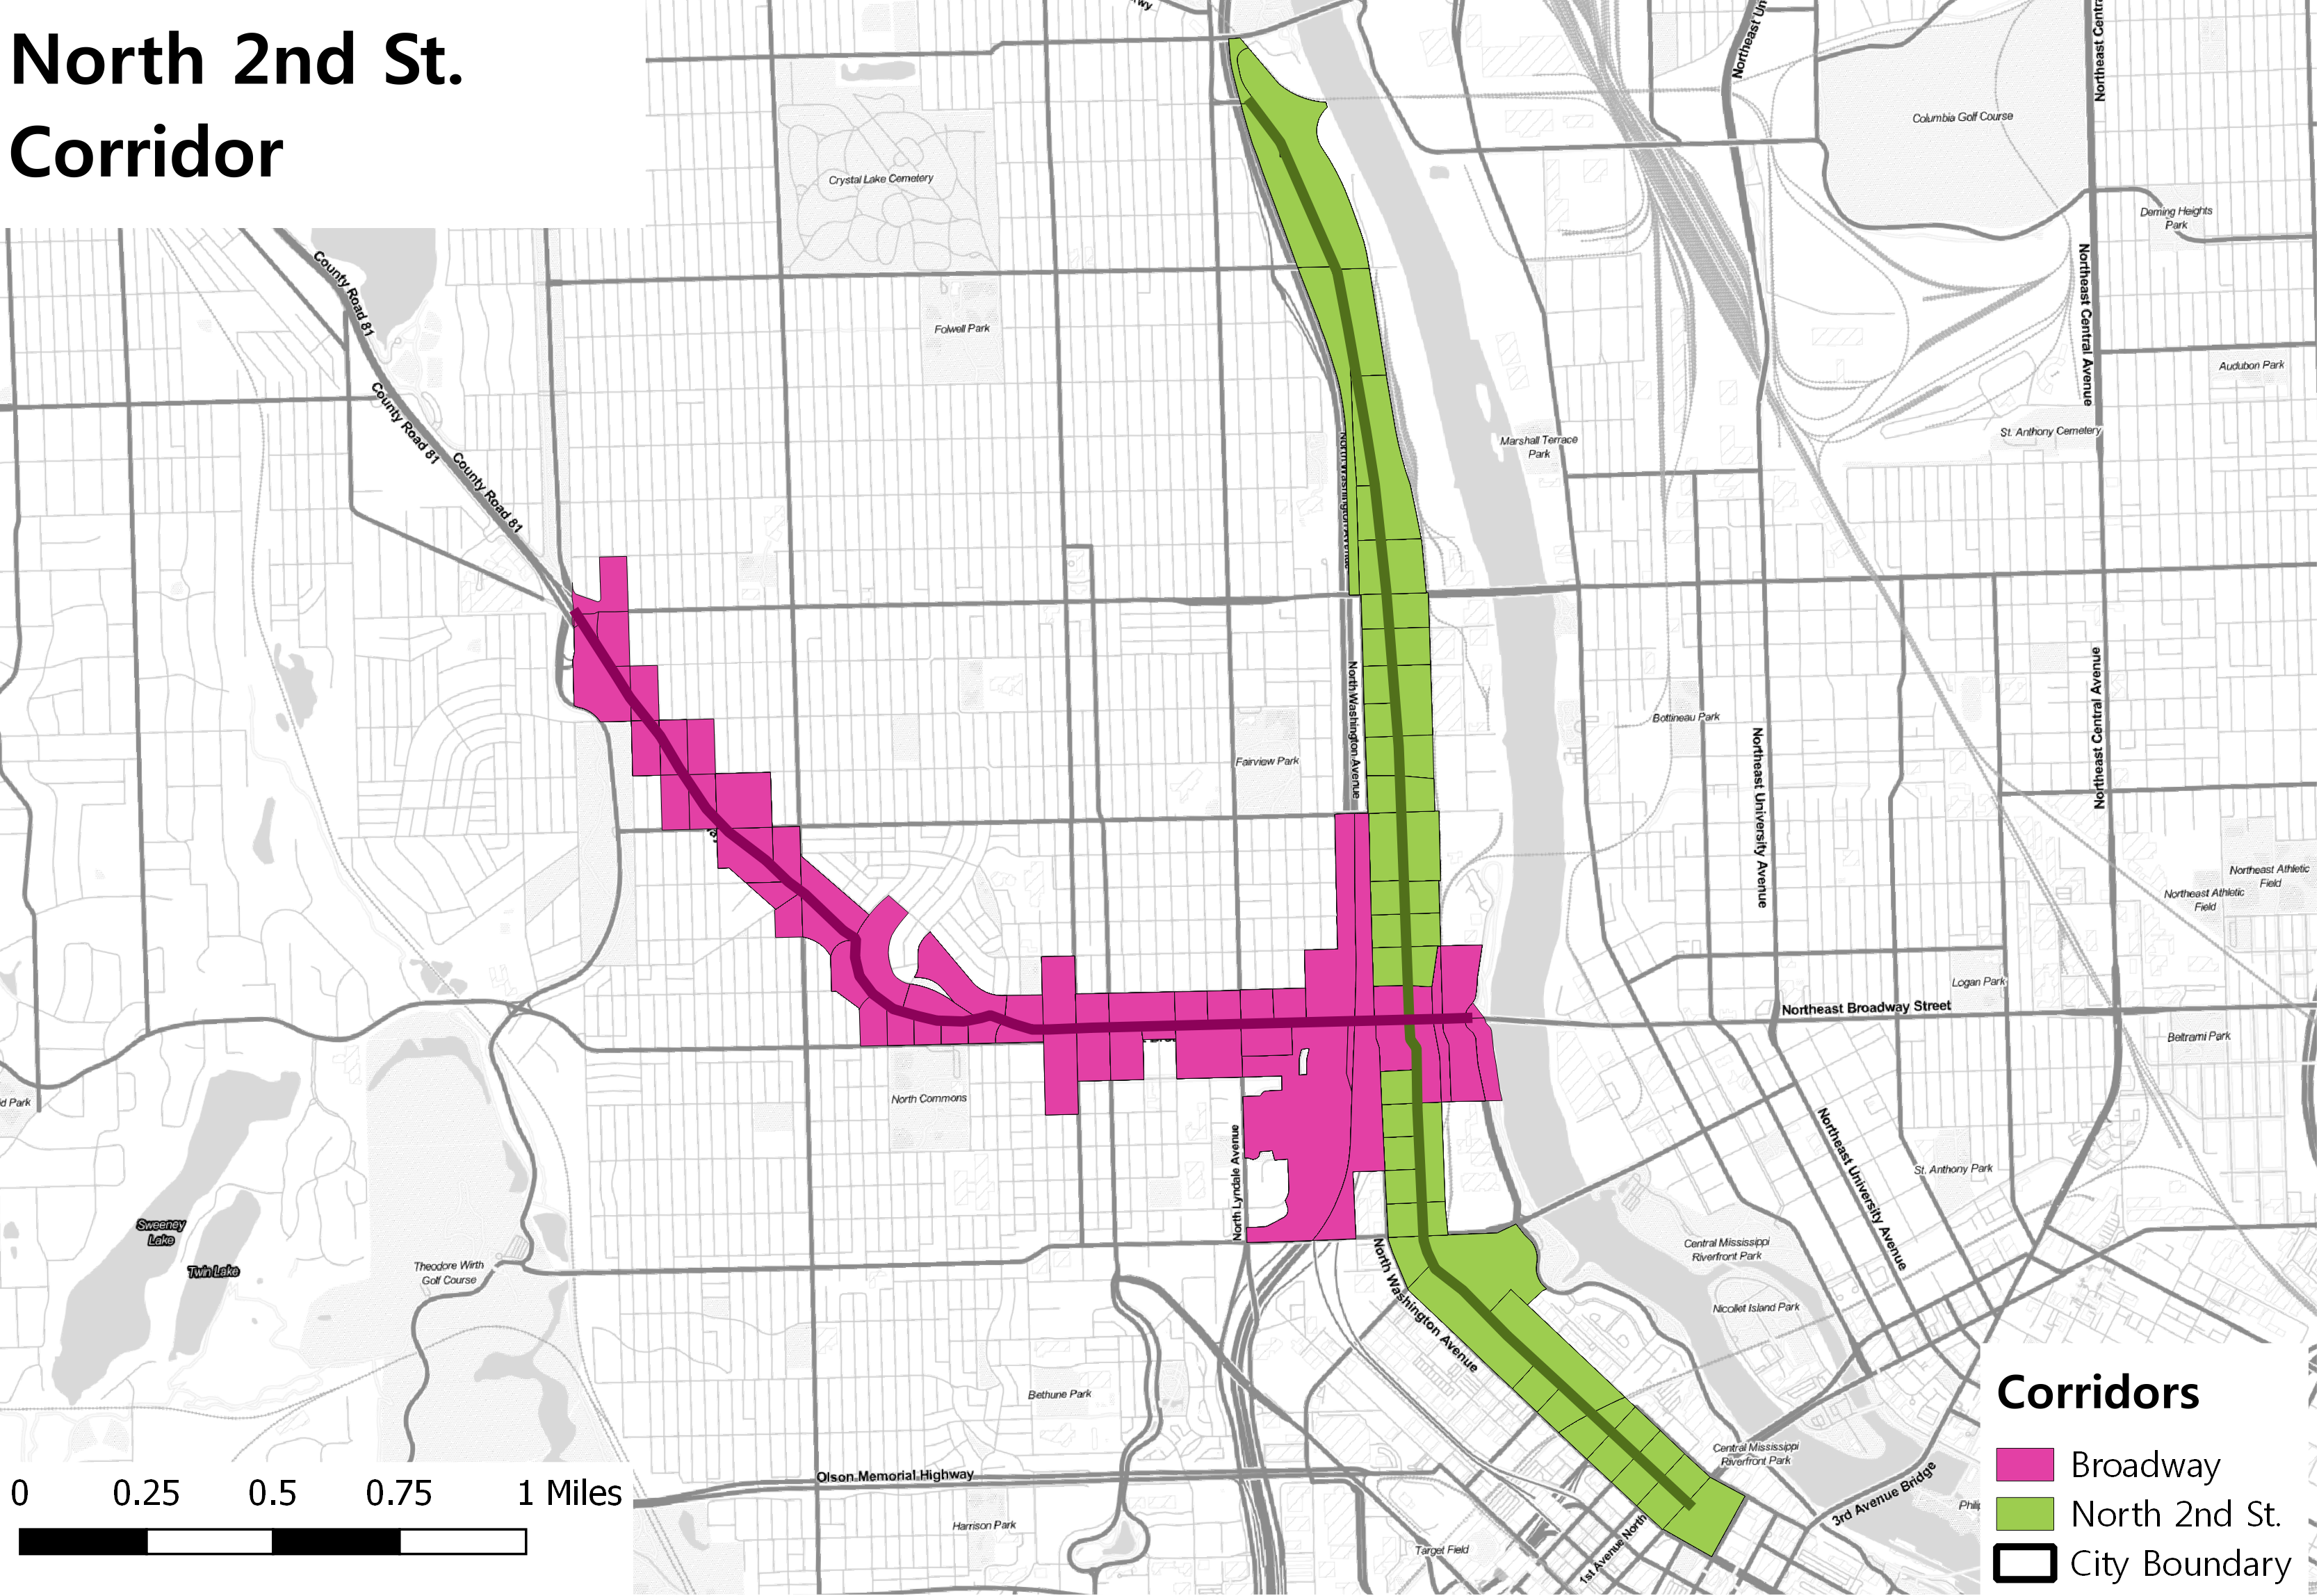 North 2nd St.
Corridor
Crystal Lake Cemetery
Columbia Golf Course
Northeast Central Avenue
Deming Heights
Park
County Road 81
Folwell Park
County Road 81
Audubon Park
County Road 81
St. Anthony Cemetery
Marshall Terrace
Park
North Washington Avenue
North Washington Avenue
Northeast Central Avenue
Bottineau Park
Northeast University Avenue
Fairview Park
Northeast Athletic
Field
Northeast Athletic
Field
Logan Park
Northeast Broadway Street
Beltrami Park
North Commons
North Lyndale Avenue
Northeast University Avenue
St. Anthony Park
Sweeney
Lake
Twin Lake
Theodore Wirth
Golf Course
Central Mississippi
Riverfront Park
North Washington Avenue
Nicollet Island Park
Bethune Park
Central Mississippi
Riverfront Park
Olson Memorial Highway
3rd Avenue Bridge
Harrison Park
Target Field
1st Avenue North
0 0.25 0.5 0.75 1 Miles
Corridors
Broadway
North 2nd St.
City Boundary